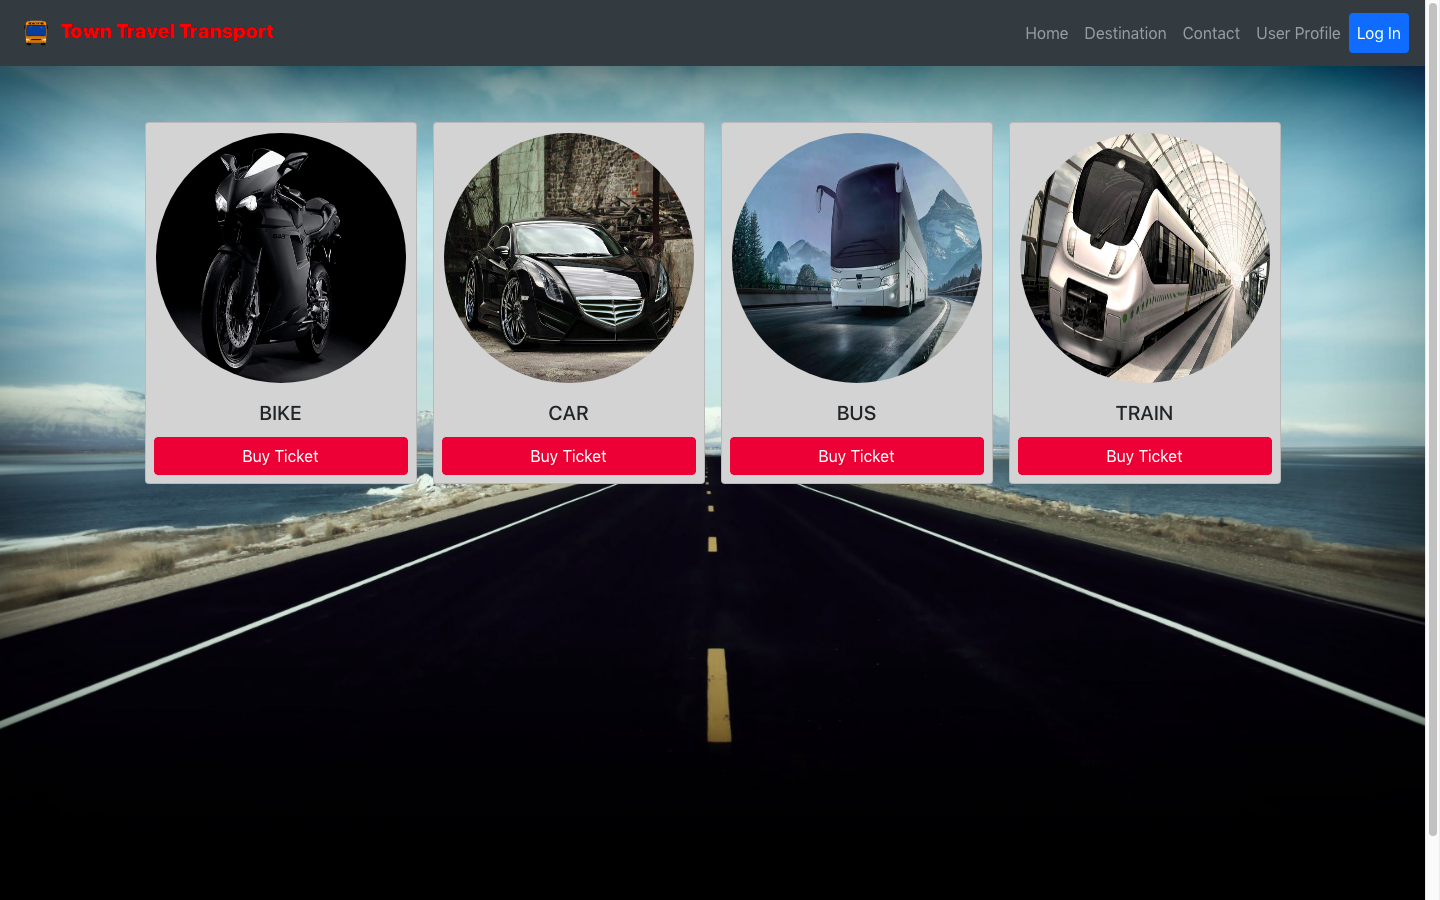 Town Travel Transport
Home
Destination
Contact
User Profile
Log In
BIKE
CAR
BUS
TRAIN
Buy Ticket
Buy Ticket
Buy Ticket
Buy Ticket